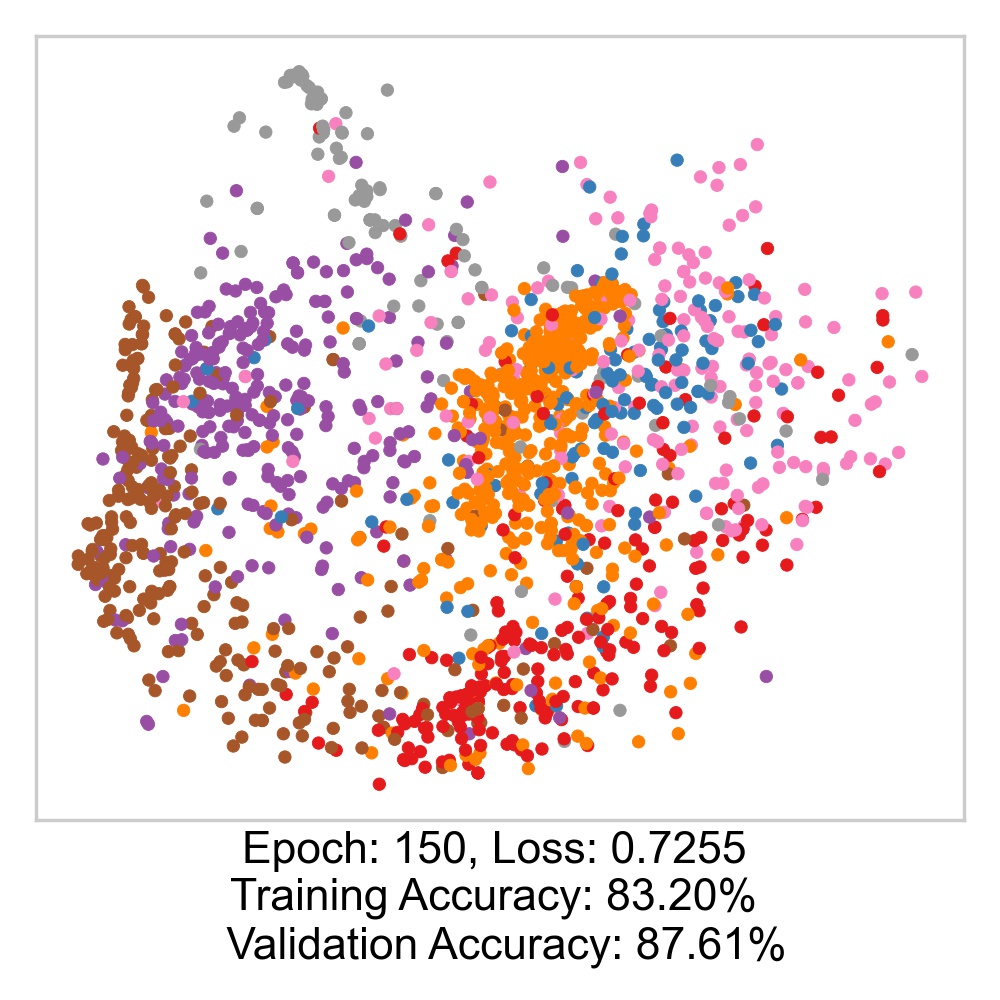 Epoch: 150, Loss: 0.7255
Training Accuracy: 83.20%
Validation Accuracy: 87.61%